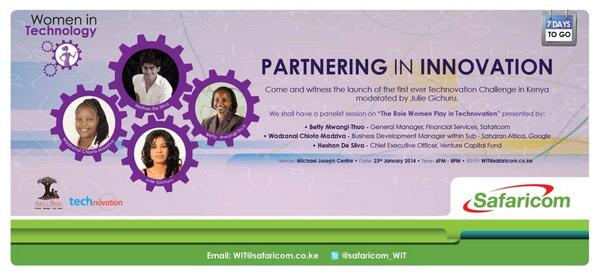 Women in
Technology
7 DAYS
TO GO
PARTNERING IN INNOVATION
Come and witness the launch of the first ever Technovation Challenge in Kenya
moderated by Julie Gichuru.
We shall have a panelist session on "The Role Women Play in Technovation" presented by:
• Betty Mwangi-Thuo - General Manager, Financial Services, Safaricom
• Wadzanai Chiota-Madziva - Business Development Manager within Sub - Saharan Africa, Google
• Heshan De Silva - Chief Executive Officer, Venture Capital Fund
Venue: Michael Joseph Centre • Date: 23rd January 2014 • Time: 6PM - 8PM • RSVP: WIT@safaricom.co.ke
Heshan De Silva
Betty Mwangi-Thuo
Julie Gichuru
technovation
Safaricom
Email: WIT@safaricom.co.ke @safaricom_WIT